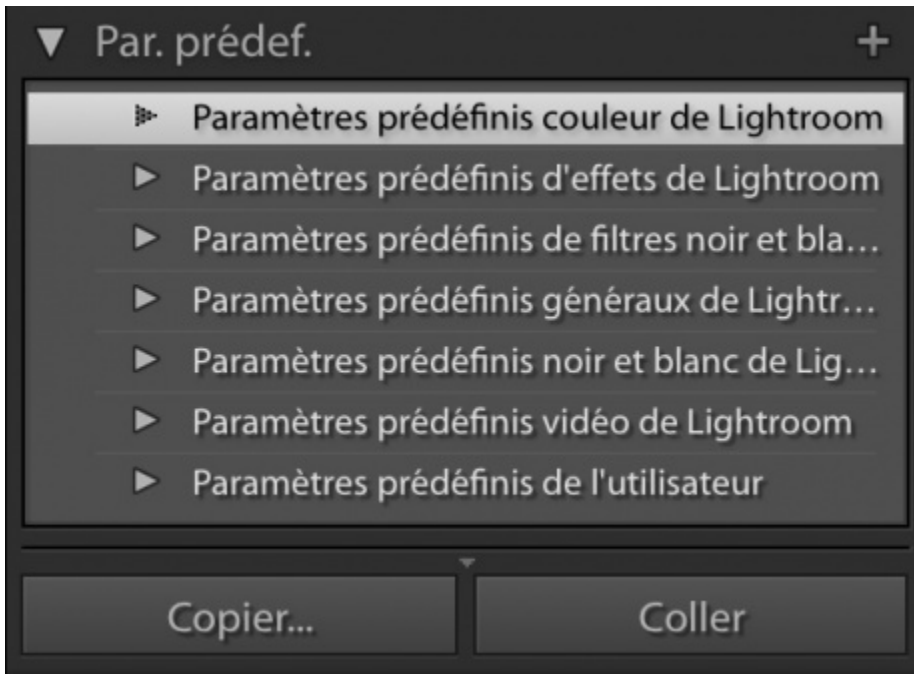 Par. prédef.
Paramètres prédéfinis couleur de Lightroom
Paramètres prédéfinis d'effets de Lightroom
Paramètres prédéfinis de filtres noir et bla...
Paramètres prédéfinis généraux de Lightr...
Paramètres prédéfinis noir et blanc de Lig...
Paramètres prédéfinis vidéo de Lightroom
Paramètres prédéfinis de l'utilisateur
Copier... Coller